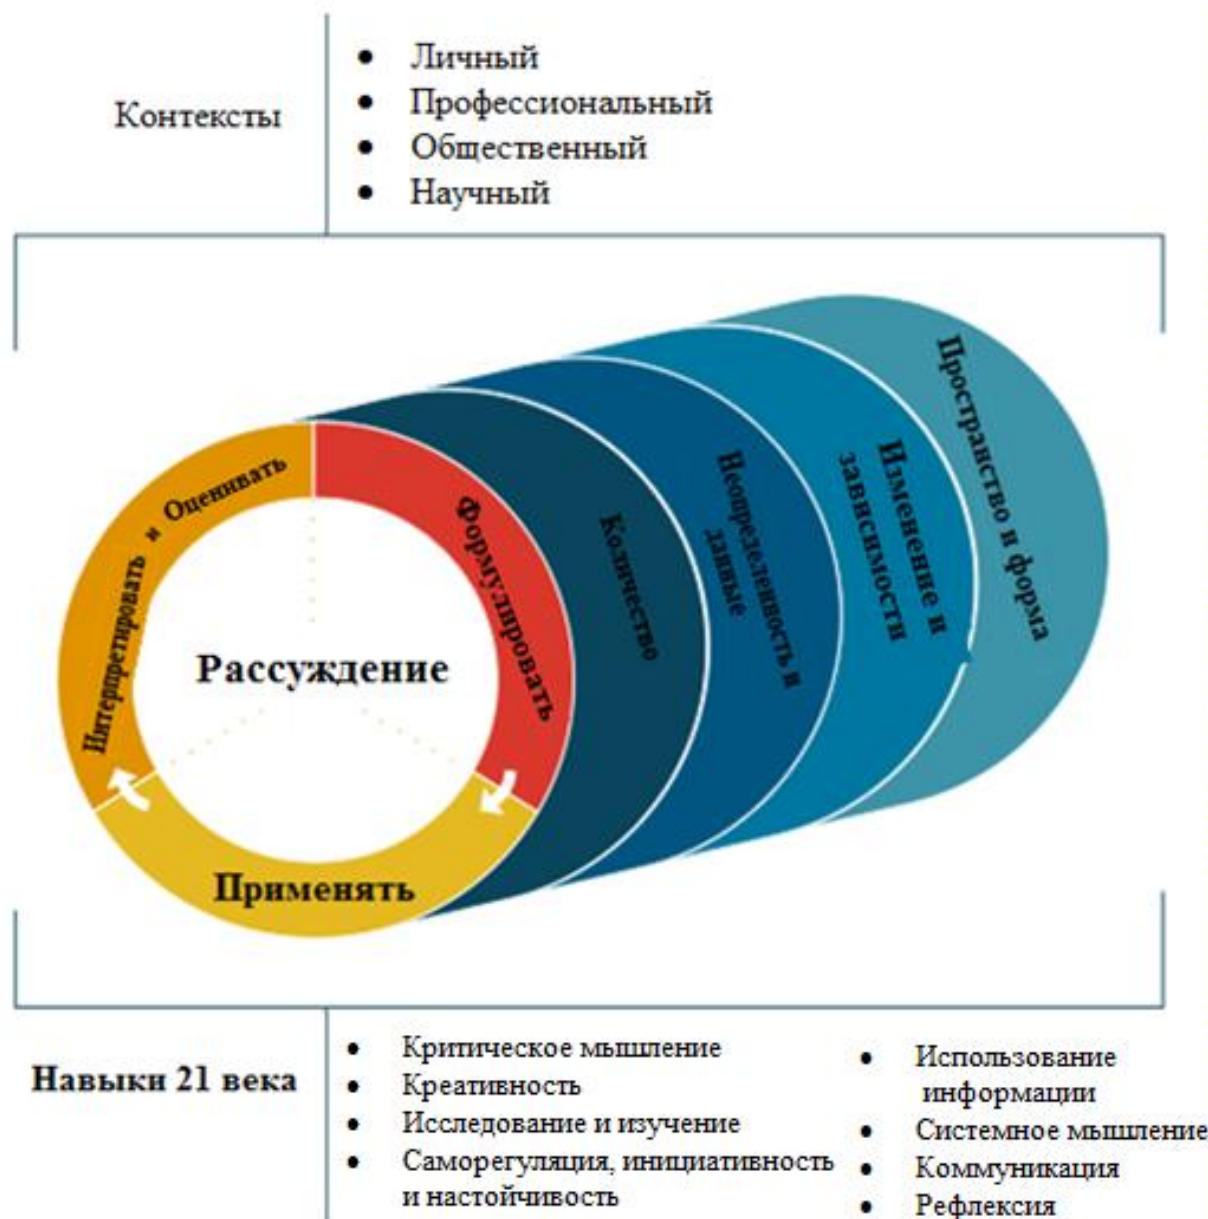 Контексты
• Личный
• Профессиональный
• Общественный
• Научный
Интерпретировать и Оценивать
Формулировать
Рассуждение
Применять
Количество
Неопределенность и
данные
Изменение и
зависимости
Пространство и форма
Навыки 21 века
• Критическое мышление
• Креативность
• Исследование и изучение
• Саморегуляция, инициативность
и настойчивость
• Использование
информации
• Системное мышление
• Коммуникация
• Рефлексия